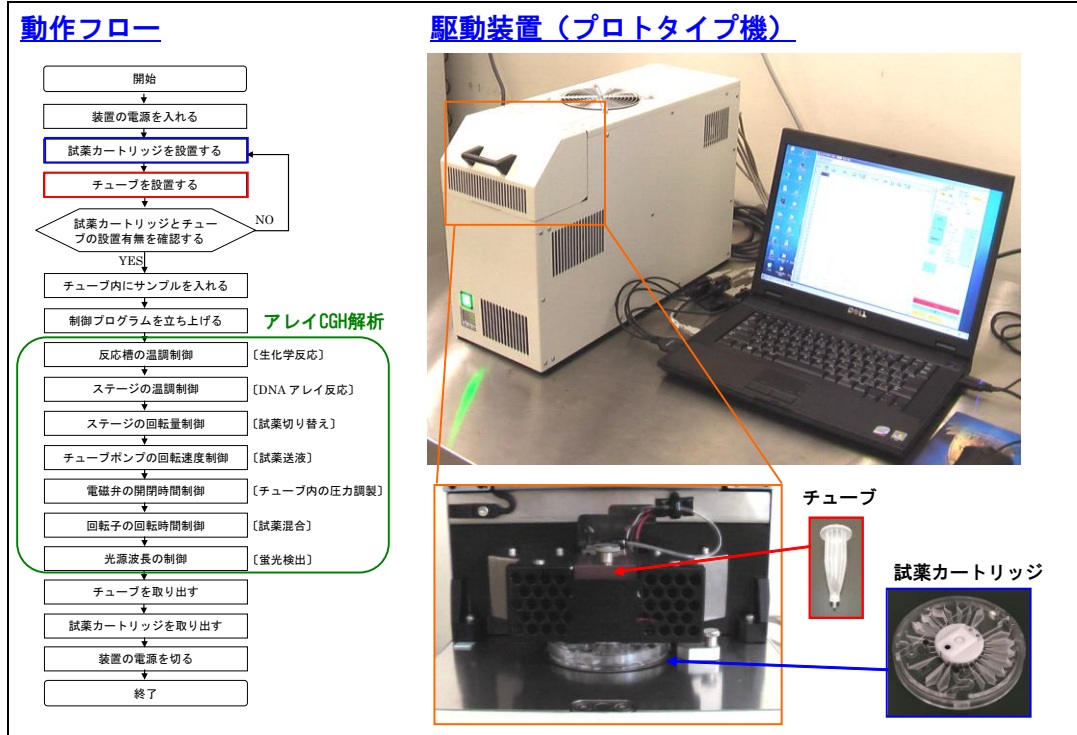 動作フロー
開始
装置の電源を入れる
試薬カートリッジを設置する
チューブを設置する
試薬カートリッジとチュー
ブの設置有無を確認する
NO
YES
チューブ内にサンプルを入れる
制御プログラムを立ち上げる
アレイCGH解析
反応槽の温調制御
〔生化学反応〕
ステージの温調制御
〔DNA アレイ反応〕
ステージの回転量制御
〔試薬切り替え〕
チューブポンプの回転速度制御
〔試薬送液〕
電磁弁の開閉時間制御
〔チューブ内の圧力調製〕
回転子の回転時間制御
〔試薬混合〕
光源波長の制御
〔蛍光検出〕
チューブを取り出す
試薬カートリッジを取り出す
装置の電源を切る
終了
駆動装置（プロトタイプ機）
DELL
チューブ
試薬カートリッジ